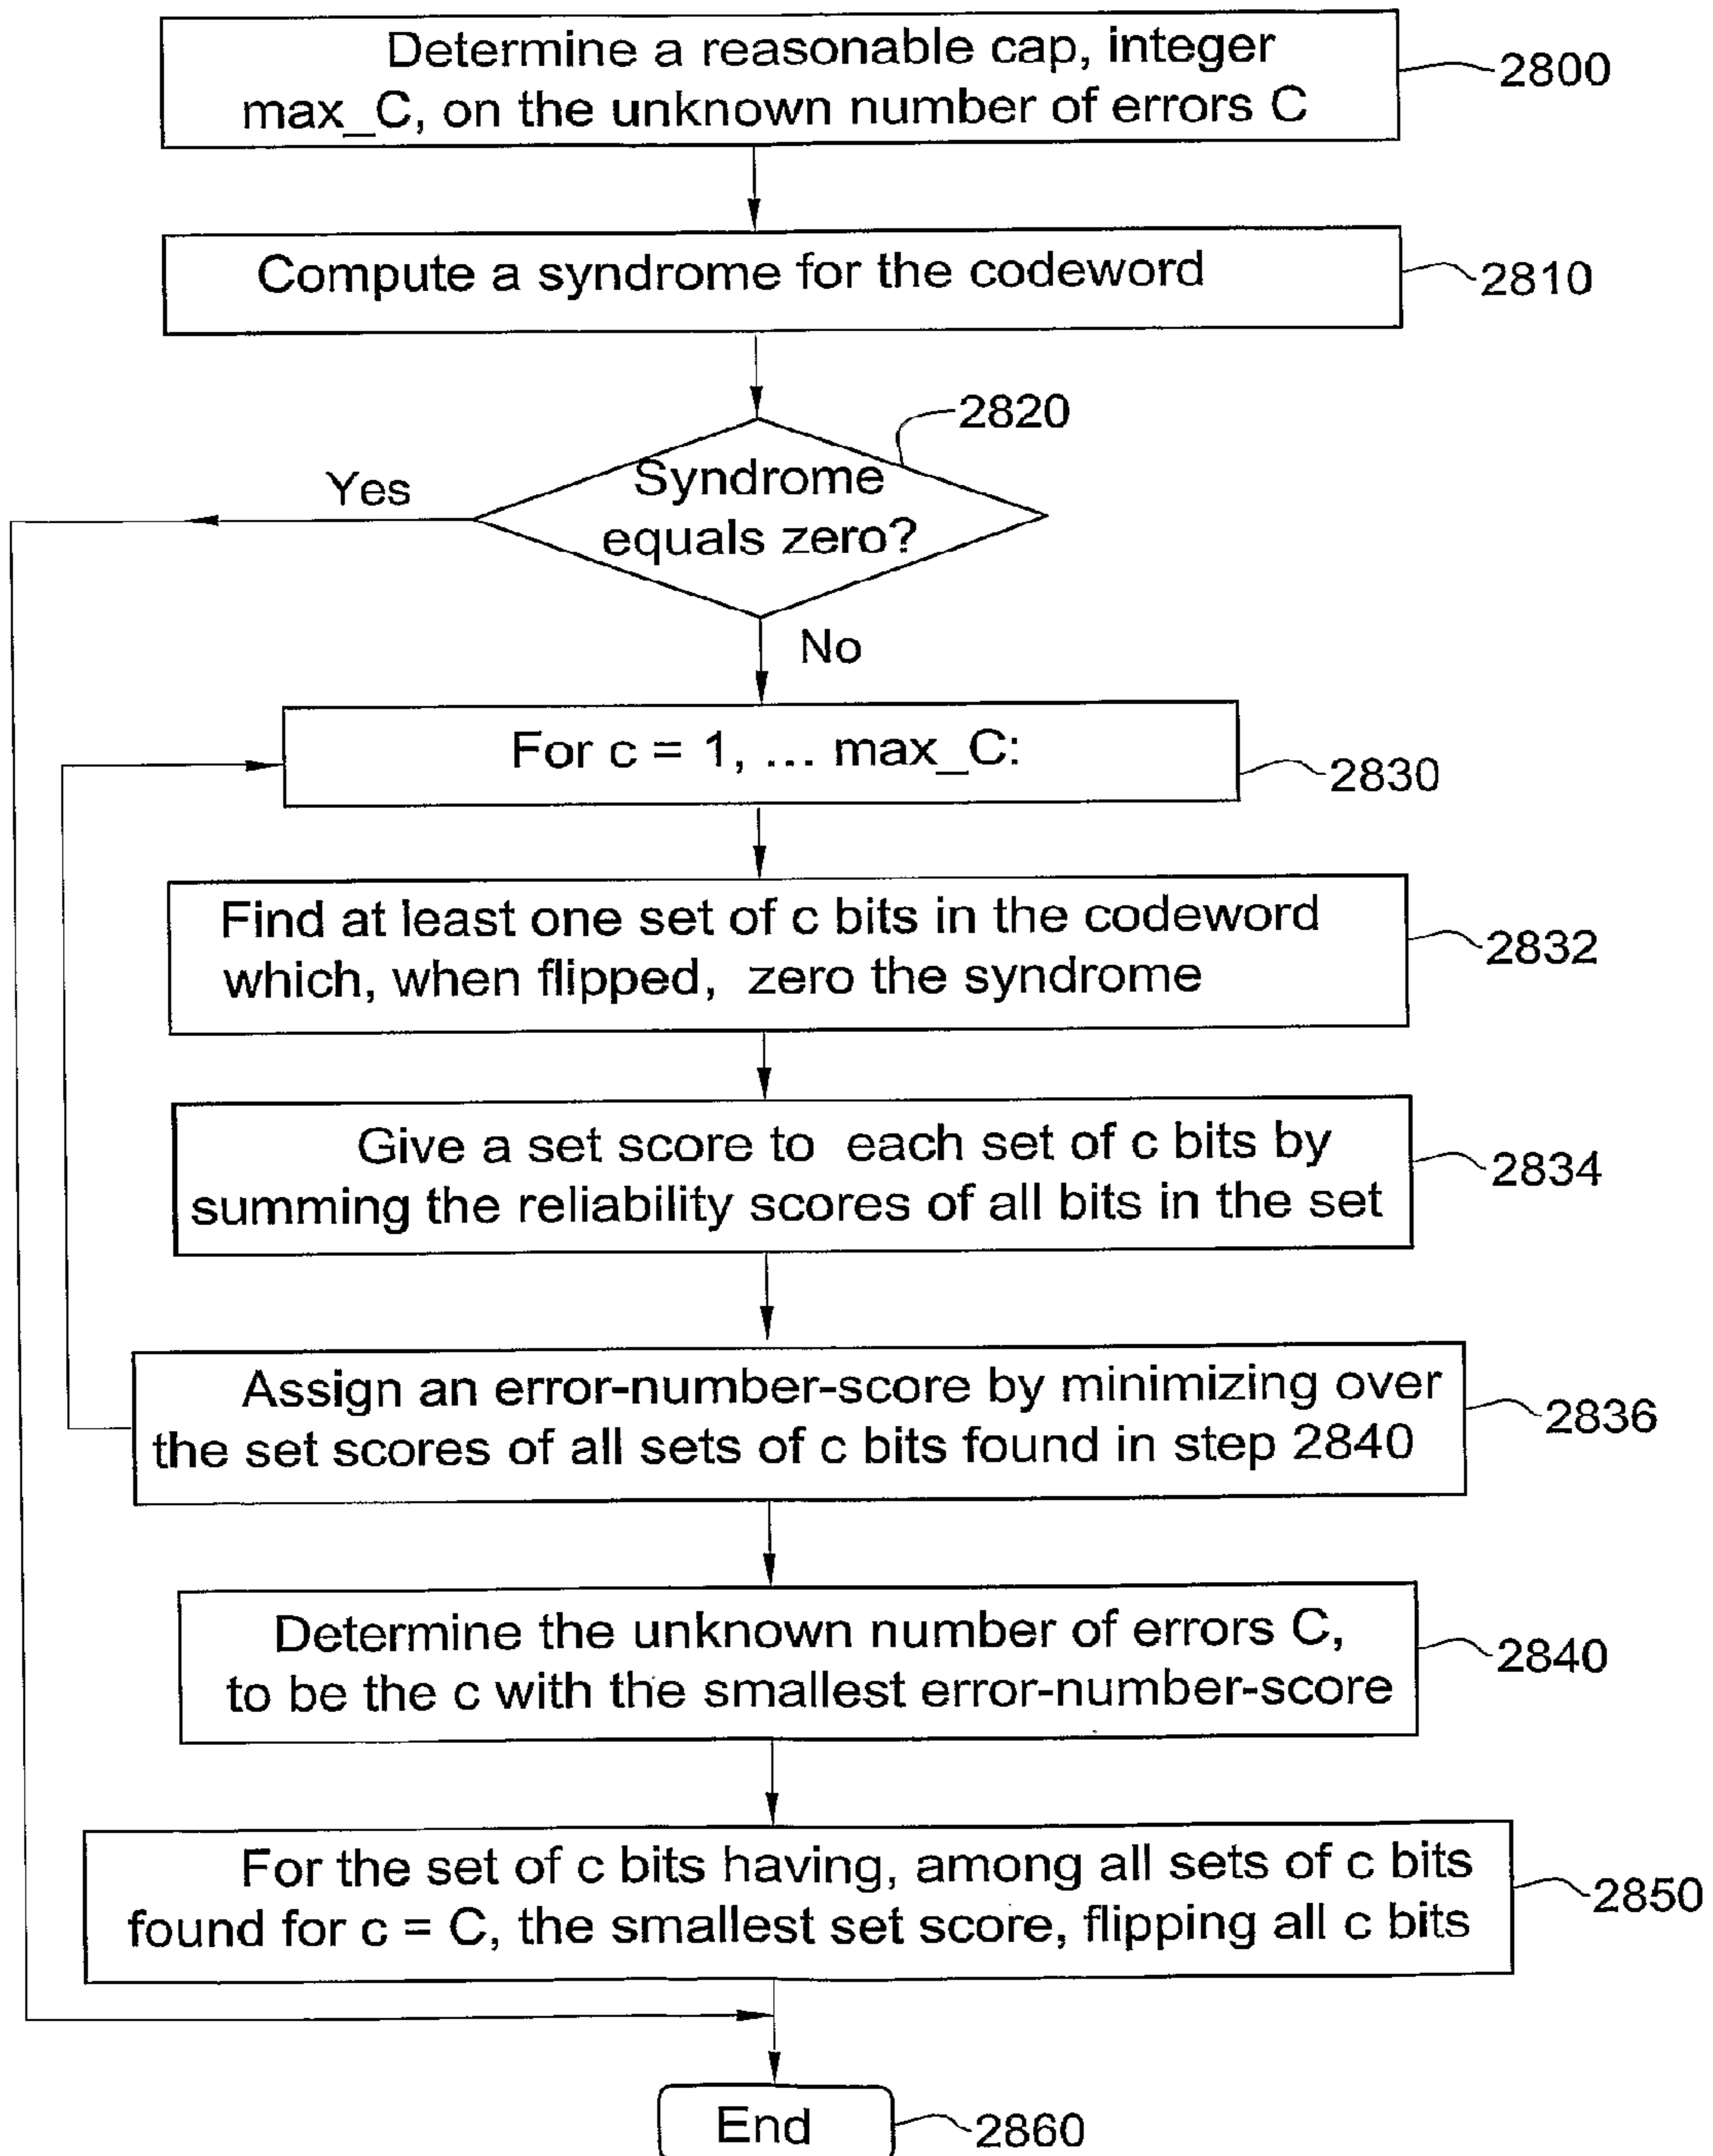 Determine a reasonable cap, integer
max_C, on the unknown number of errors C
2800
Compute a syndrome for the codeword
2810
2820
Syndrome
equals zero?
Yes
No
For c = 1, ... max_C:
2830
Find at least one set of c bits in the codeword
which, when flipped, zero the syndrome
2832
Give a set score to each set of c bits by
summing the reliability scores of all bits in the set
2834
Assign an error-number-score by minimizing over
the set scores of all sets of c bits found in step 2840
2836
Determine the unknown number of errors C,
to be the c with the smallest error-number-score
2840
For the set of c bits having, among all sets of c bits
found for c = C, the smallest set score, flipping all c bits
2850
End
2860